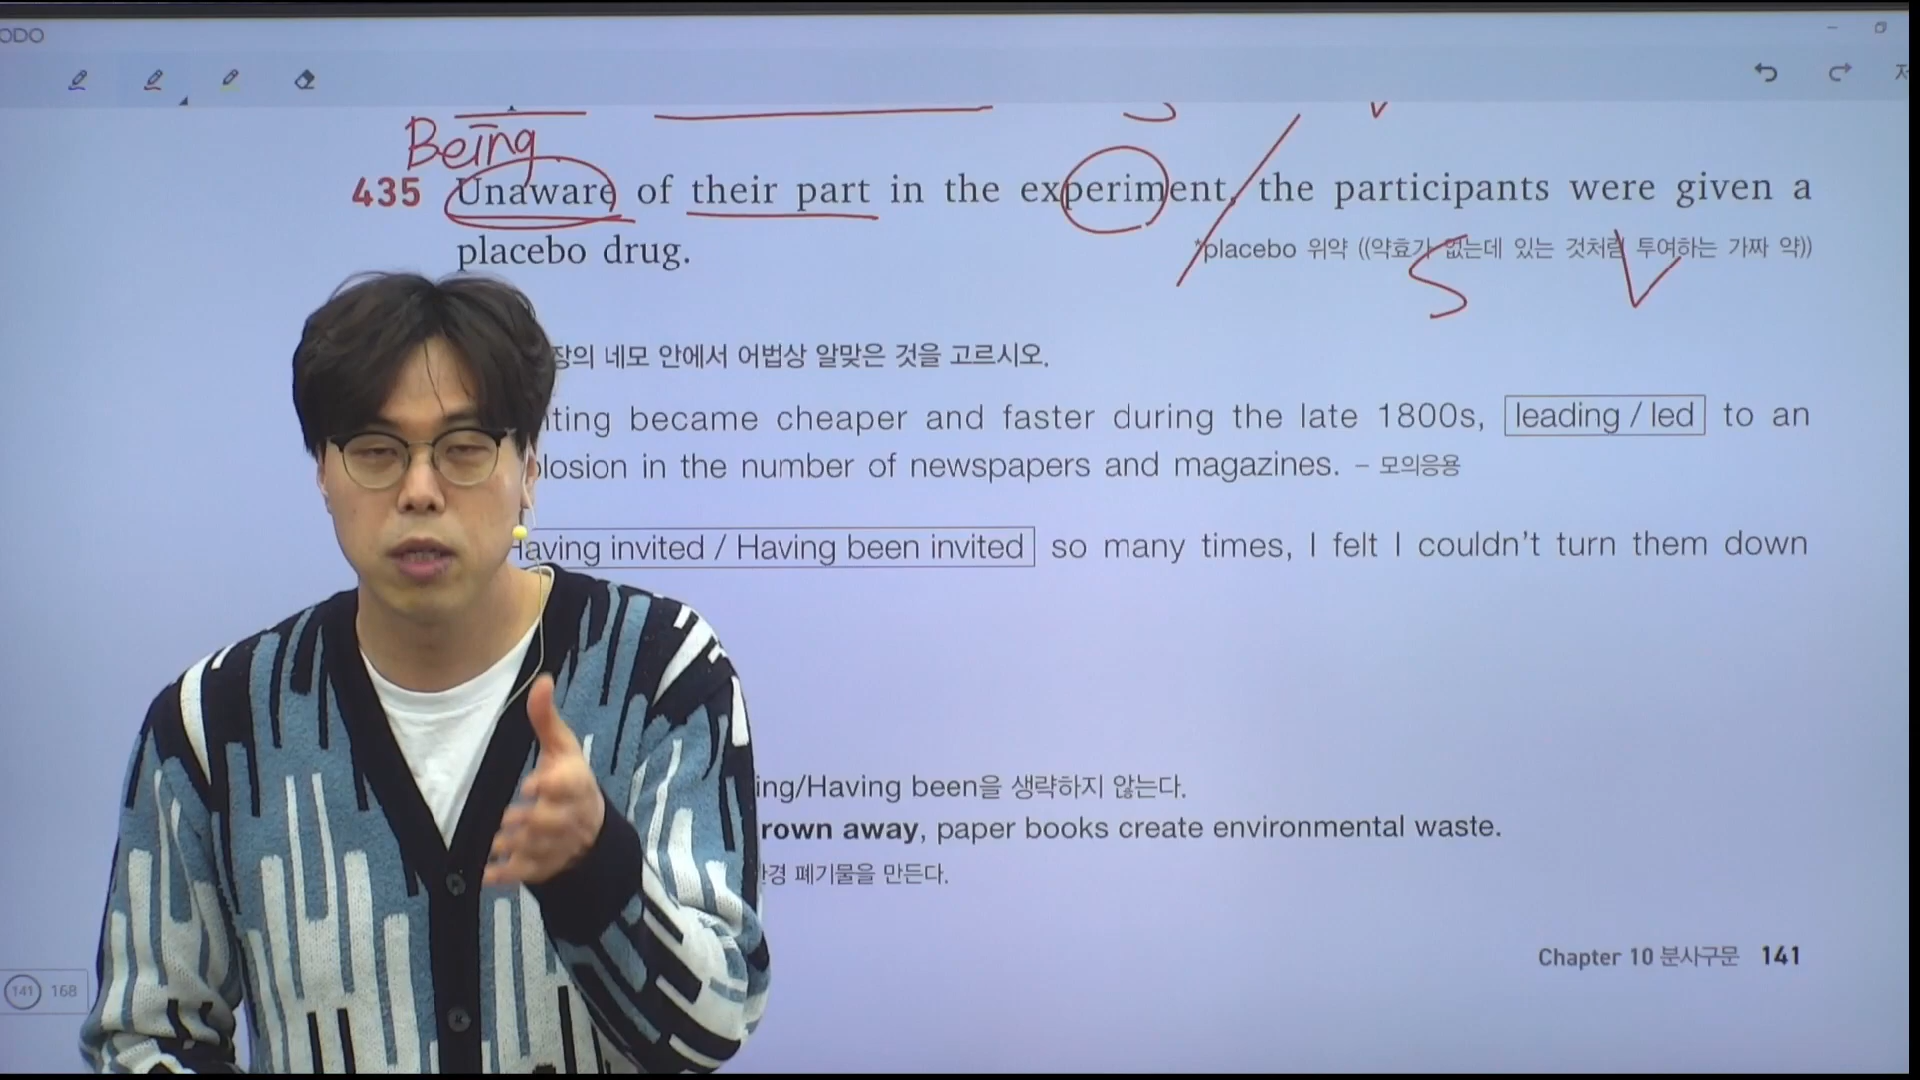 ODO
Being
435 Unaware of their part in the experiment, the participants were given a
placebo drug.
*placebo 위약 ((약효가 없는데 있는 것처럼 투여하는 가짜 약))
S V
장의 네모 안에서 어법상 알맞은 것을 고르시오.
nting became cheaper and faster during the late 1800s, leading / led to an
plosion in the number of newspapers and magazines. – 모의응용
Having invited / Having been invited so many times, I felt I couldn't turn them down
ing/Having been을 생략하지 않는다.
rown away, paper books create environmental waste.
환경 폐기물을 만든다.
Chapter 10 분사구문 141
141 168